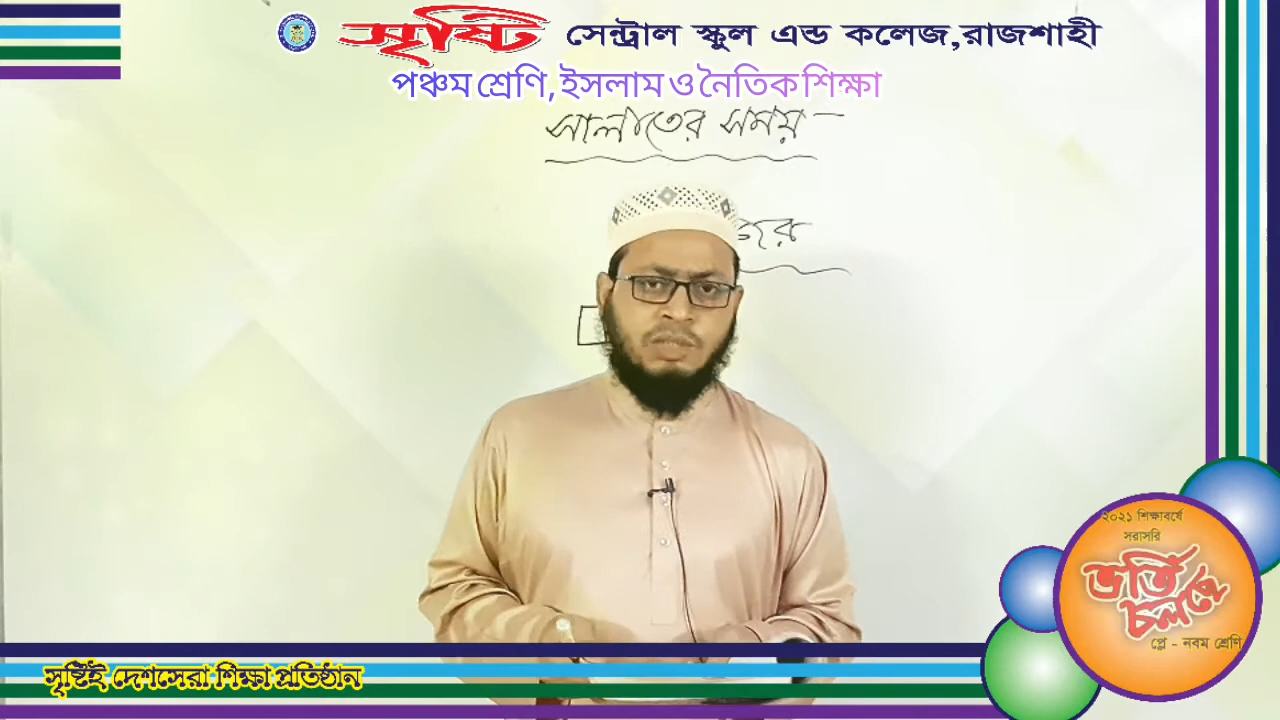 সৃষ্টি সেন্ট্রাল স্কুল এন্ড কলেজ,রাজশাহী
পঞ্চম শ্রেণি,ইসলাম ও নৈতিক শিক্ষা
সালাতের সময় –
২০২১ শিক্ষাবর্ষে
সরাসরি
ভর্তি
চলছে
প্লে - নবম শ্রেণি
সৃষ্টিই দেশসেরা শিক্ষা প্রতিষ্ঠান